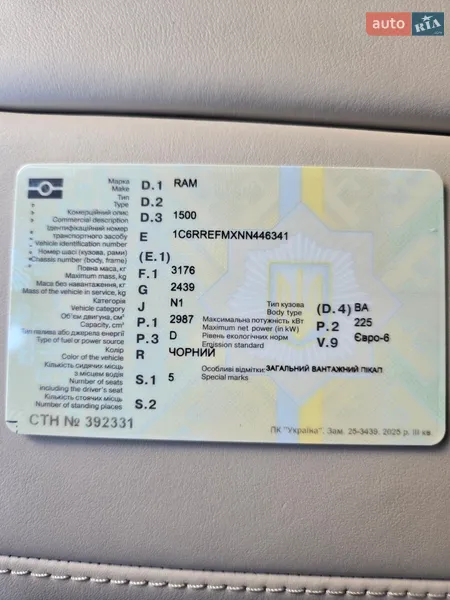 auto RIA
Марка
Make D.1 RAM
Тип
Type D.2
Комерційний опис
Commercial description D.3 1500
Ідентифікаційний номер
транспортного засобу E 1C6RREFMXNN446341
Vehicle identification number
Номер шасі (кузова, рами) (E.1)
Chassis number (body, frame)
Повна маса, кг
Maximum mass, kg F.1 3176
Маса без навантаження, кг
Mass of the vehicle in service, kg G 2439
Категорія
Vehicle category J N1 Тип кузова
Body type (D.4) ВА
Об'єм двигуна, см³
Capacity, cm³ P.1 2987 Максимальна потужність кВт
Maximum net power (in kW) P.2 225
Тип палива або джерела енергії
Type of fuel or power source P.3 D Рівень екологічних норм
Emission standard V.9 Євро-6
Колір
Color of the vehicle R ЧОРНИЙ
Кількість сидячих місць
з місцем водія
Number of seats
including the driver's seat S.1 5 Особливі відмітки: ЗАГАЛЬНИЙ ВАНТАЖНИЙ ПІКАП
Special marks
Кількість стоячих місць
Number of standing places S.2
СТН № 392331
ПК "Україна". Зам. 25-3439. 2025 р. III кв.